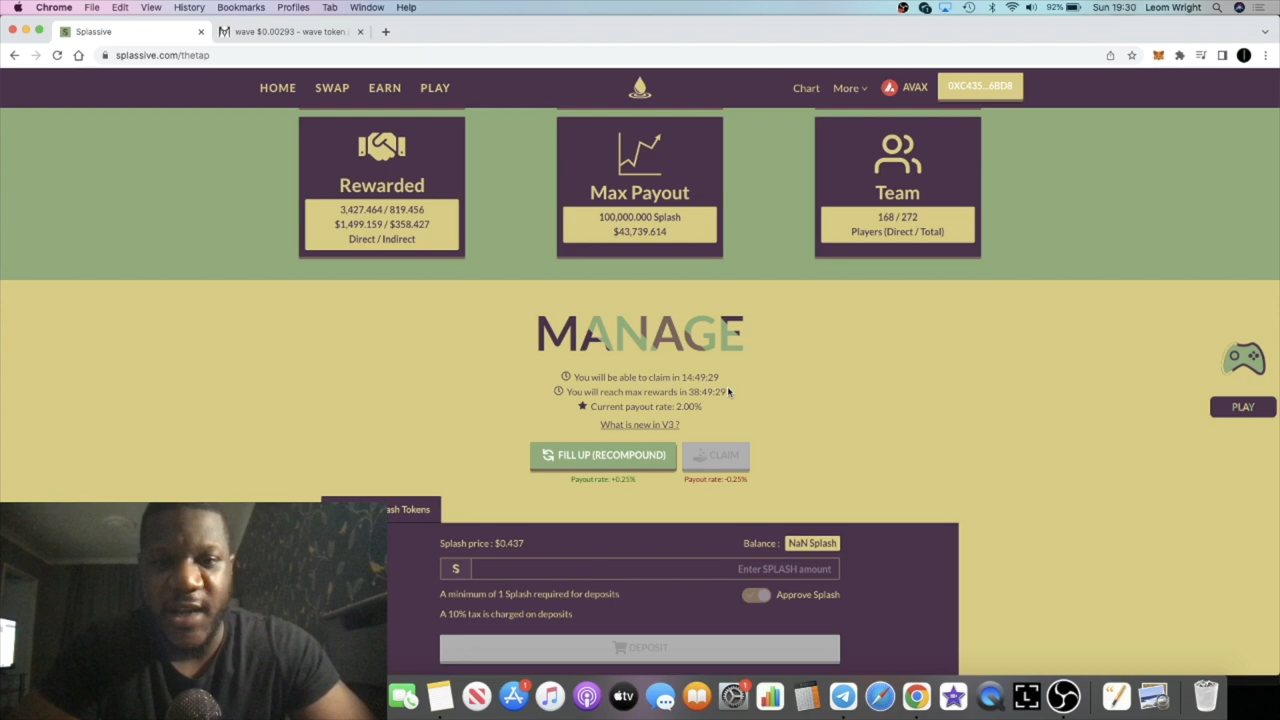 Chrome File Edit View History Bookmarks Profiles Tab Window Help 92% Sun 19:30 Leom Wright
Splassive
wave $0.00293 - wave token
splassive.com/thetap
HOME SWAP EARN PLAY Chart More AVAX 0XC435...6BD8
Rewarded
3,427.464 / 819.456
$1,499.159 / $358.427
Direct / Indirect
Max Payout
100,000.000 Splash
$43,739.614
Team
168 / 272
Players (Direct / Total)
MANAGE
You will be able to claim in 14:49:29
You will reach max rewards in 38:49:29
Current payout rate: 2.00%
What is new in V3 ?
FILL UP (RECOMPOUND) CLAIM
Payout rate: +0.25% Payout rate: -0.25%
PLAY
ash Tokens
Splash price : $0.437 Balance : NaN Splash
S Enter SPLASH amount
A minimum of 1 Splash required for deposits Approve Splash
A 10% tax is charged on deposits
DEPOSIT
1 tv 1 L